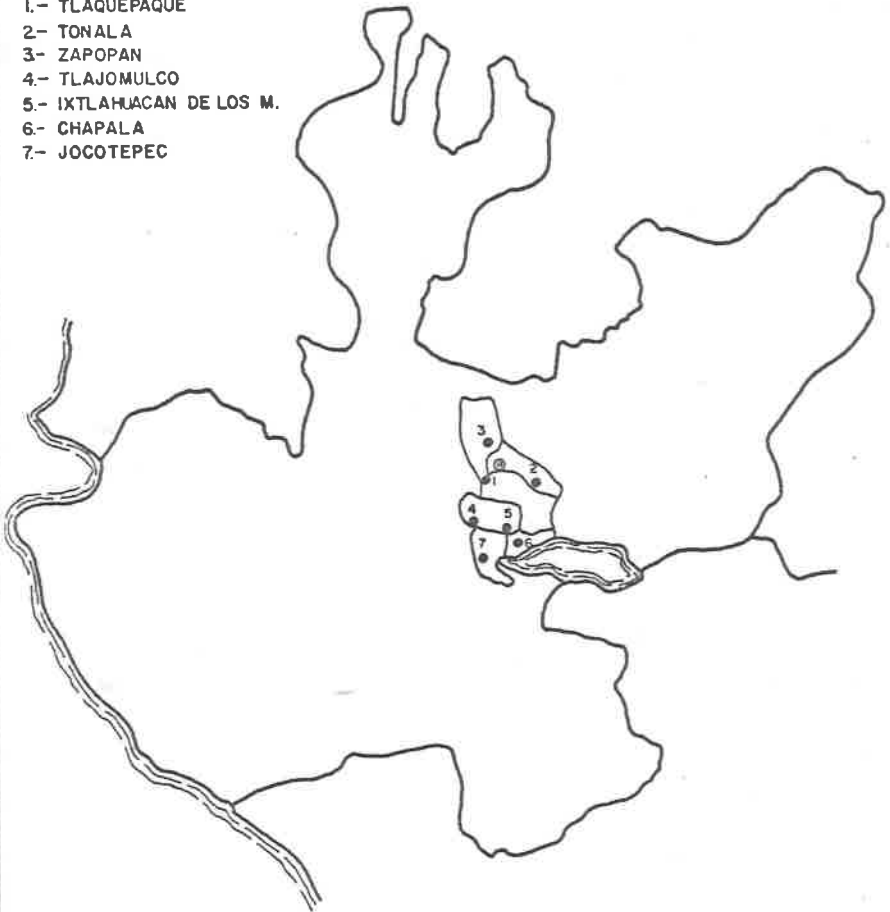 1.- TLAQUEPAQUE
2- TONALA
3- ZAPOPAN
4.- TLAJOMULCO
5.- IXTLAHUACAN DE LOS M.
6.- CHAPALA
7.- JOCOTEPEC
3
2
1
4
5
6
7